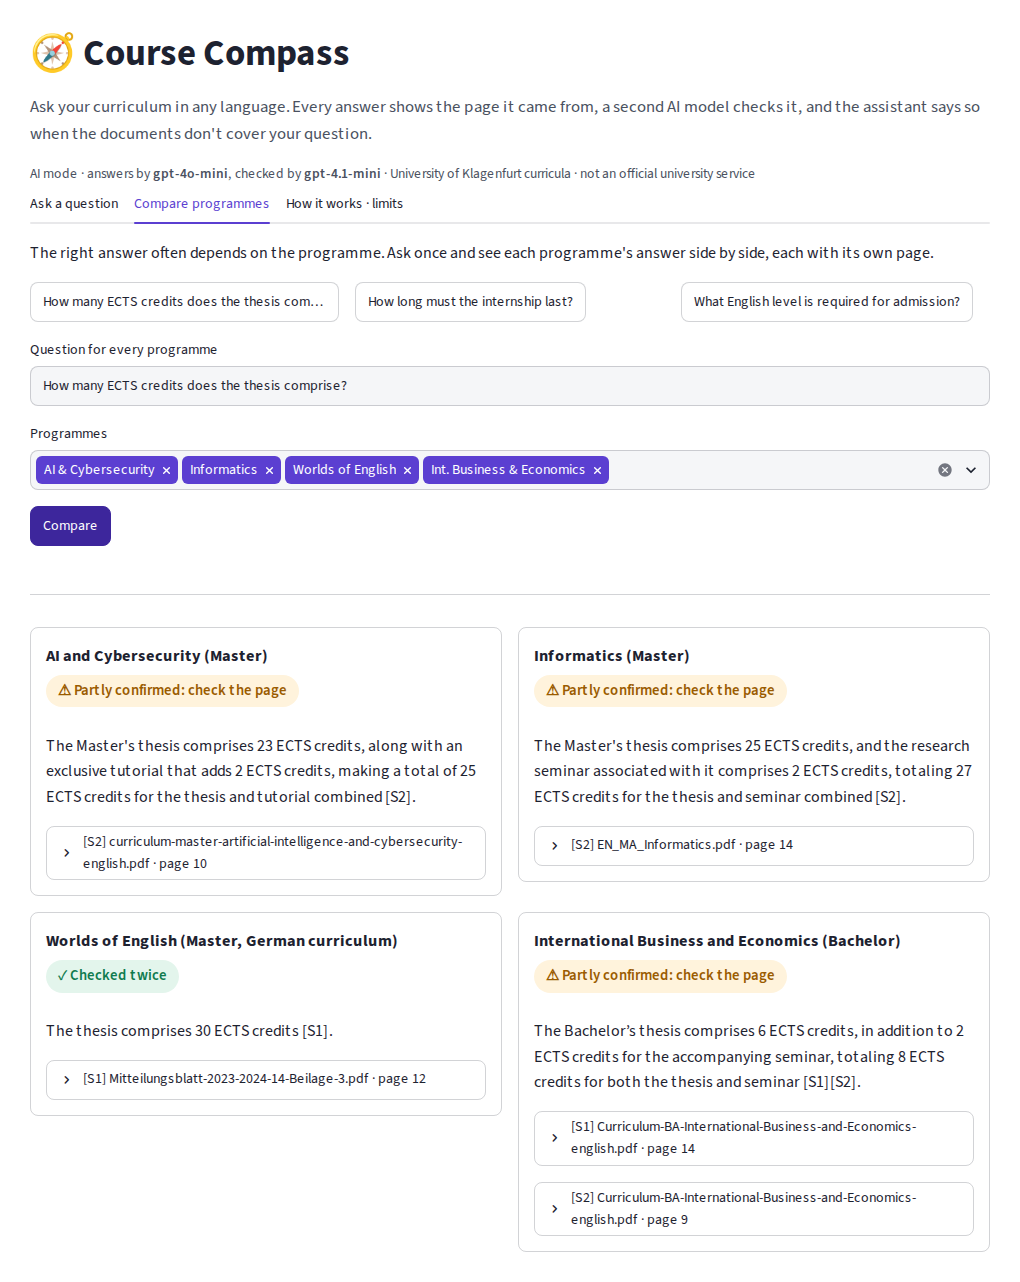 Course Compass
Ask your curriculum in any language. Every answer shows the page it came from, a second AI model checks it, and the assistant says so
when the documents don't cover your question.
AI mode · answers by gpt-4o-mini, checked by gpt-4.1-mini · University of Klagenfurt curricula · not an official university service
Ask a question Compare programmes How it works · limits
The right answer often depends on the programme. Ask once and see each programme's answer side by side, each with its own page.
How many ECTS credits does the thesis com… How long must the internship last? What English level is required for admission?
Question for every programme
How many ECTS credits does the thesis comprise?
Programmes
AI & Cybersecurity × Informatics × Worlds of English × Int. Business & Economics ×
Compare
AI and Cybersecurity (Master)
⚠ Partly confirmed: check the page
The Master's thesis comprises 23 ECTS credits, along with an
exclusive tutorial that adds 2 ECTS credits, making a total of 25
ECTS credits for the thesis and tutorial combined [S2].
[S2] curriculum-master-artificial-intelligence-and-cybersecurity-
english.pdf · page 10
Informatics (Master)
⚠ Partly confirmed: check the page
The Master's thesis comprises 25 ECTS credits, and the research
seminar associated with it comprises 2 ECTS credits, totaling 27
ECTS credits for the thesis and seminar combined [S2].
[S2] EN_MA_Informatics.pdf · page 14
Worlds of English (Master, German curriculum)
✓ Checked twice
The thesis comprises 30 ECTS credits [S1].
[S1] Mitteilungsblatt-2023-2024-14-Beilage-3.pdf · page 12
International Business and Economics (Bachelor)
⚠ Partly confirmed: check the page
The Bachelor’s thesis comprises 6 ECTS credits, in addition to 2
ECTS credits for the accompanying seminar, totaling 8 ECTS
credits for both the thesis and seminar [S1][S2].
[S1] Curriculum-BA-International-Business-and-Economics-
english.pdf · page 14
[S2] Curriculum-BA-International-Business-and-Economics-
english.pdf · page 9